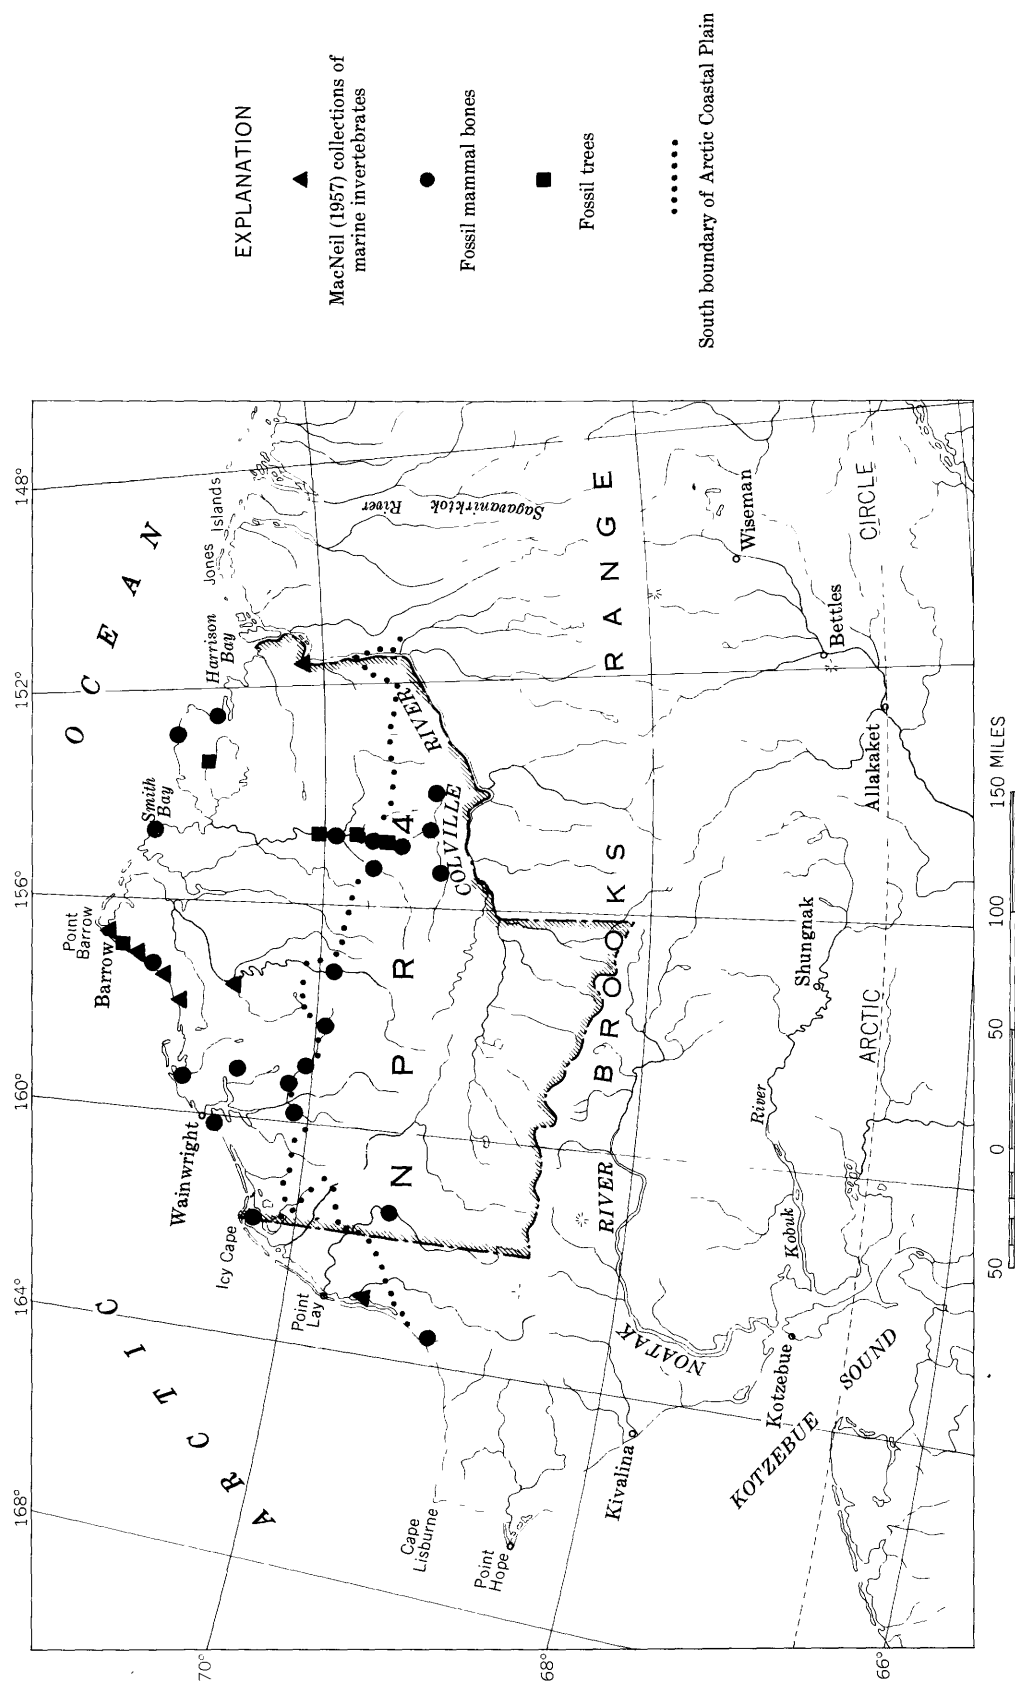 168°
164°
160°
156°
152°
148°
ARCTIC OCEAN
Point
Barrow
Barrow
Smith
Bay
Harrison
Bay
Jones Islands
Wainwright
Icy Cape
Point
Lay
Sagavanirktok
River
70°
N P R 4
COLVILLE RIVER
Cape
Lisburne
Point
Hope
68°
BROOKS RANGE
NOATAK RIVER
Kivalina
Wiseman
Kotzebue
Kobuk River
Shungnak
Bettles
KOTZEBUE SOUND
ARCTIC CIRCLE
Allakaket
66°
50 0 50 100 150 MILES
EXPLANATION
MacNeil (1957) collections of
marine invertebrates
Fossil mammal bones
Fossil trees
South boundary of Arctic Coastal Plain